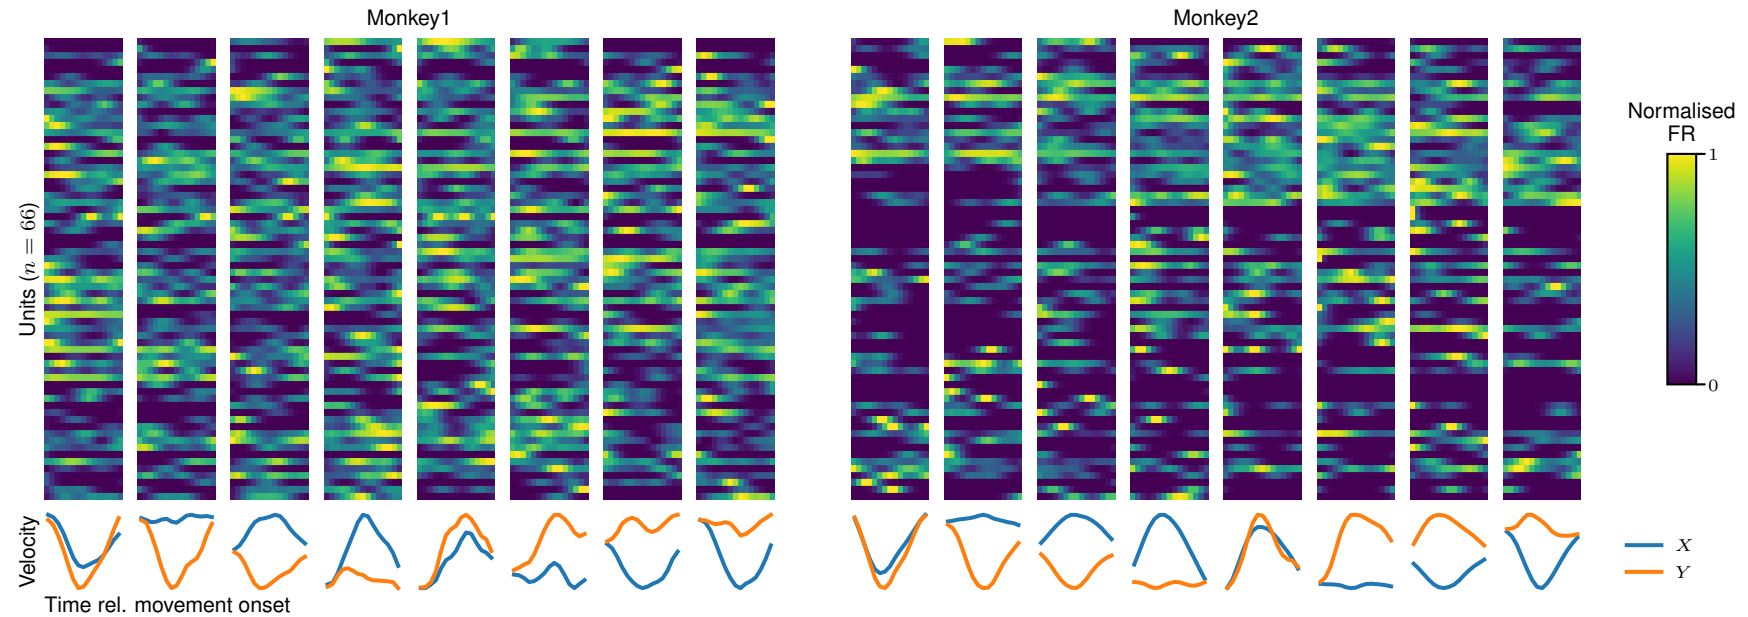 Monkey1
Monkey2
Units (n = 66)
Normalised
FR
1
0
Velocity
X
Y
Time rel. movement onset